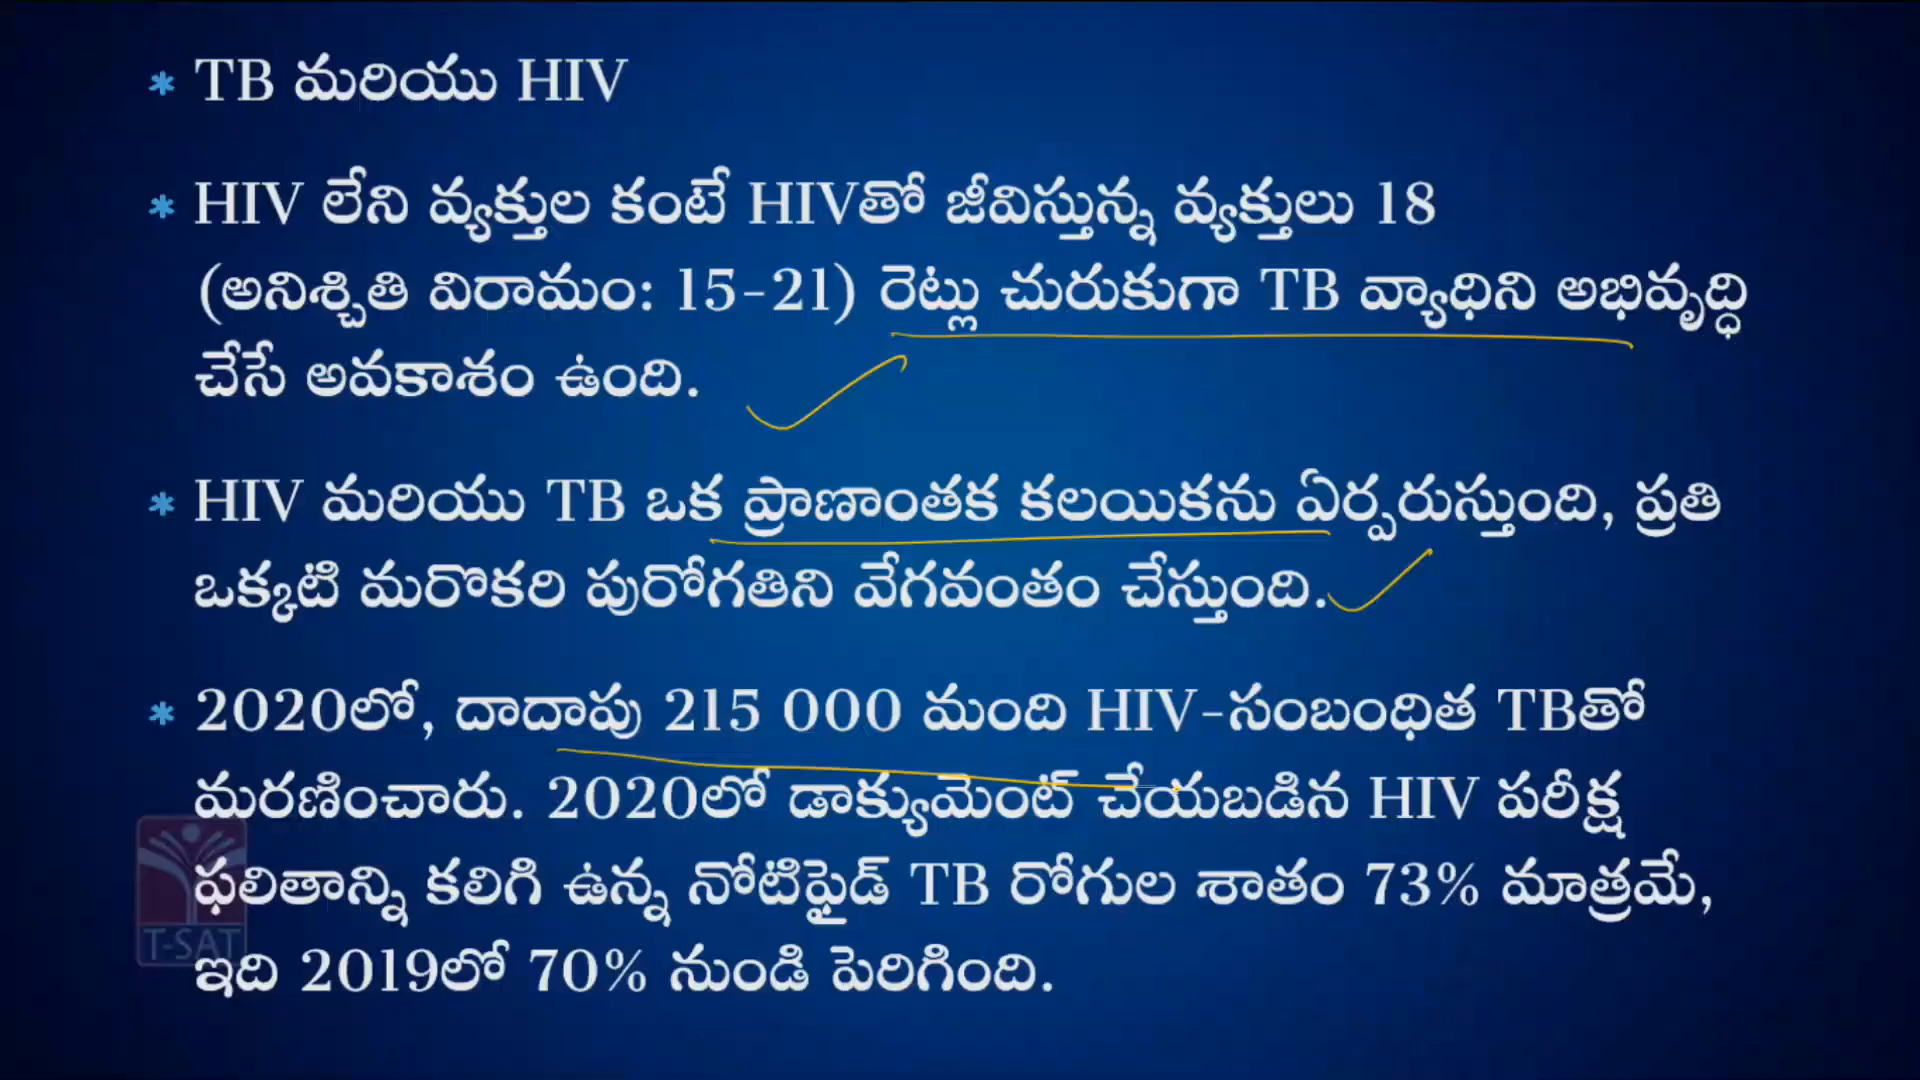 * TB మరియు HIV
* HIV లేని వ్యక్తుల కంటే HIVతో జీవిస్తున్న వ్యక్తులు 18
(అనిశ్చితి విరామం: 15-21) రెట్లు చురుకుగా TB వ్యాధిని అభివృద్ధి
చేసే అవకాశం ఉంది.
* HIV మరియు TB ఒక ప్రాణాంతక కలయికను ఏర్పరుస్తుంది, ప్రతి
ఒక్కటి మరొకరి పురోగతిని వేగవంతం చేస్తుంది.
* 2020లో, దాదాపు 215 000 మంది HIV-సంబంధిత TBతో
మరణించారు. 2020లో డాక్యుమెంట్ చేయబడిన HIV పరీక్ష
ఫలితాన్ని కలిగి ఉన్న నోటిఫైడ్ TB రోగుల శాతం 73% మాత్రమే,
T-SAT
ఇది 2019లో 70% నుండి పెరిగింది.